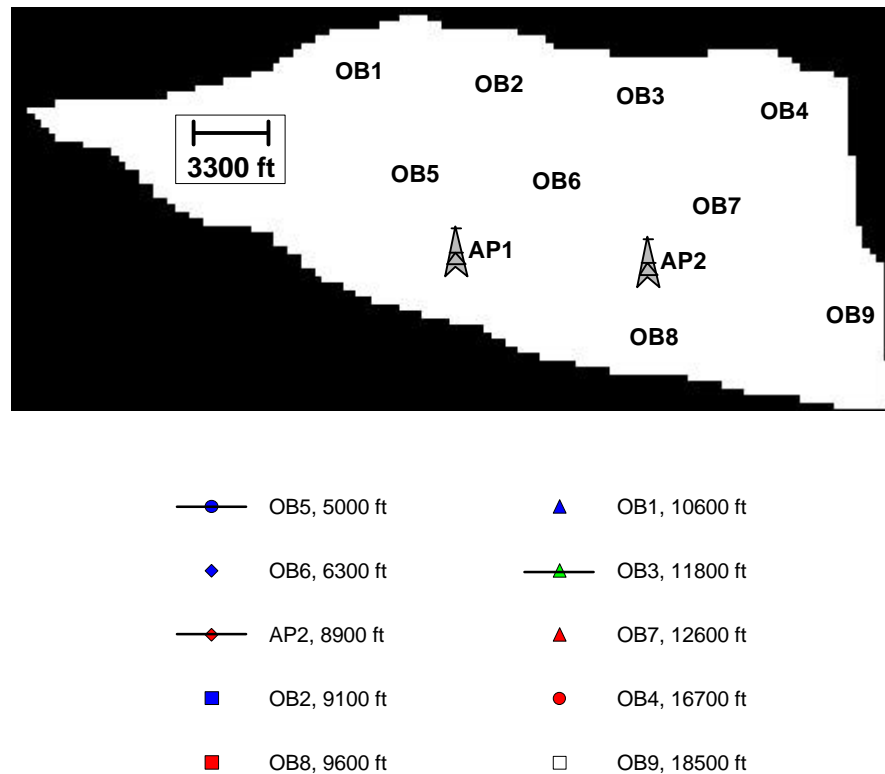 OB1
OB2
OB3
OB4
3300 ft
OB5
OB6
OB7
AP1
AP2
OB9
OB8
OB5, 5000 ft
OB1, 10600 ft
OB6, 6300 ft
OB3, 11800 ft
AP2, 8900 ft
OB7, 12600 ft
OB2, 9100 ft
OB4, 16700 ft
OB8, 9600 ft
OB9, 18500 ft